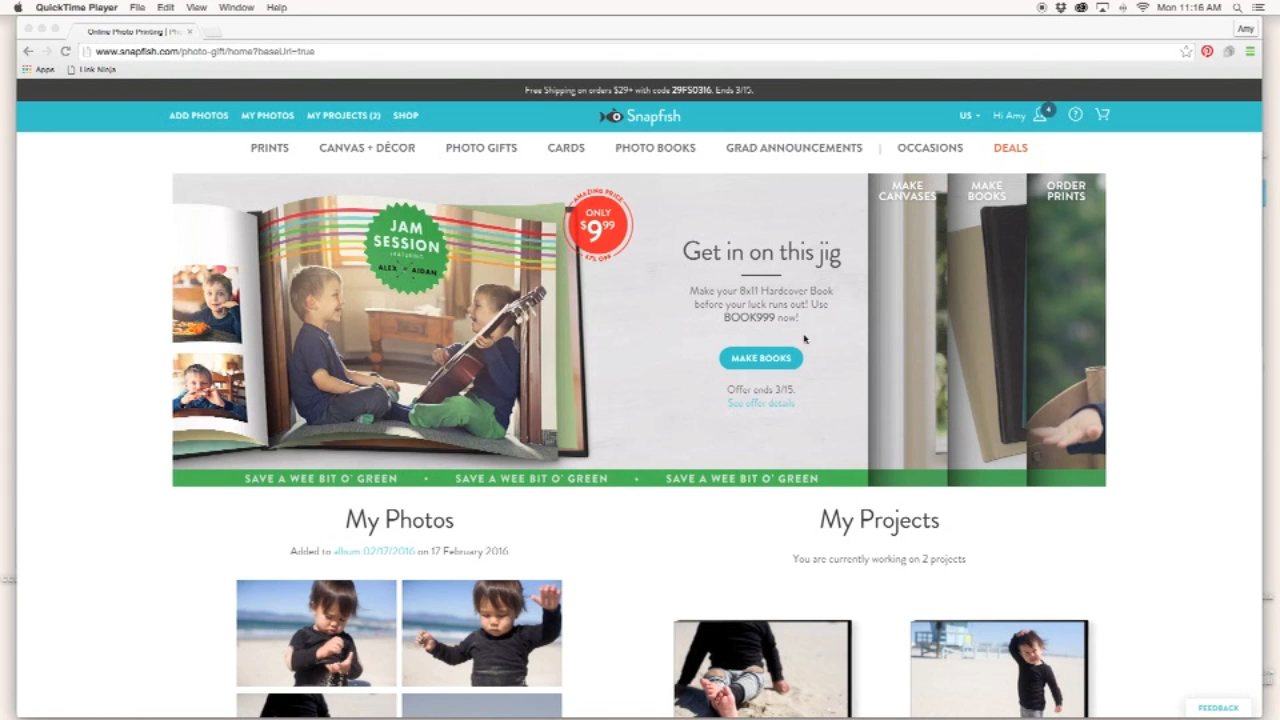 QuickTime Player File Edit View Window Help
Mon 11:16 AM
Online Photo Printing | Ph
Amy
www.snapfish.com/photo-gift/home?baseUrl=true
Apps Link Ninja
Free Shipping on orders $29+ with code 29FS0316. Ends 3/15.
ADD PHOTOS MY PHOTOS MY PROJECTS (2) SHOP
Snapfish
US Hi Amy 4
PRINTS CANVAS + DÉCOR PHOTO GIFTS CARDS PHOTO BOOKS GRAD ANNOUNCEMENTS | OCCASIONS DEALS
JAM
SESSION
FEATURING
ALEX AIDAN
AMAZING PRICE
ONLY
$9.99
67% OFF
Get in on this jig
Make your 8x11 Hardcover Book
before your luck runs out! Use
BOOK999 now!
MAKE BOOKS
Offer ends 3/15.
See offer details
MAKE
CANVASES
MAKE
BOOKS
ORDER
PRINTS
SAVE A WEE BIT O' GREEN • SAVE A WEE BIT O' GREEN • SAVE A WEE BIT O' GREEN
My Photos
Added to album 02/17/2016 on 17 February 2016
My Projects
You are currently working on 2 projects
FEEDBACK